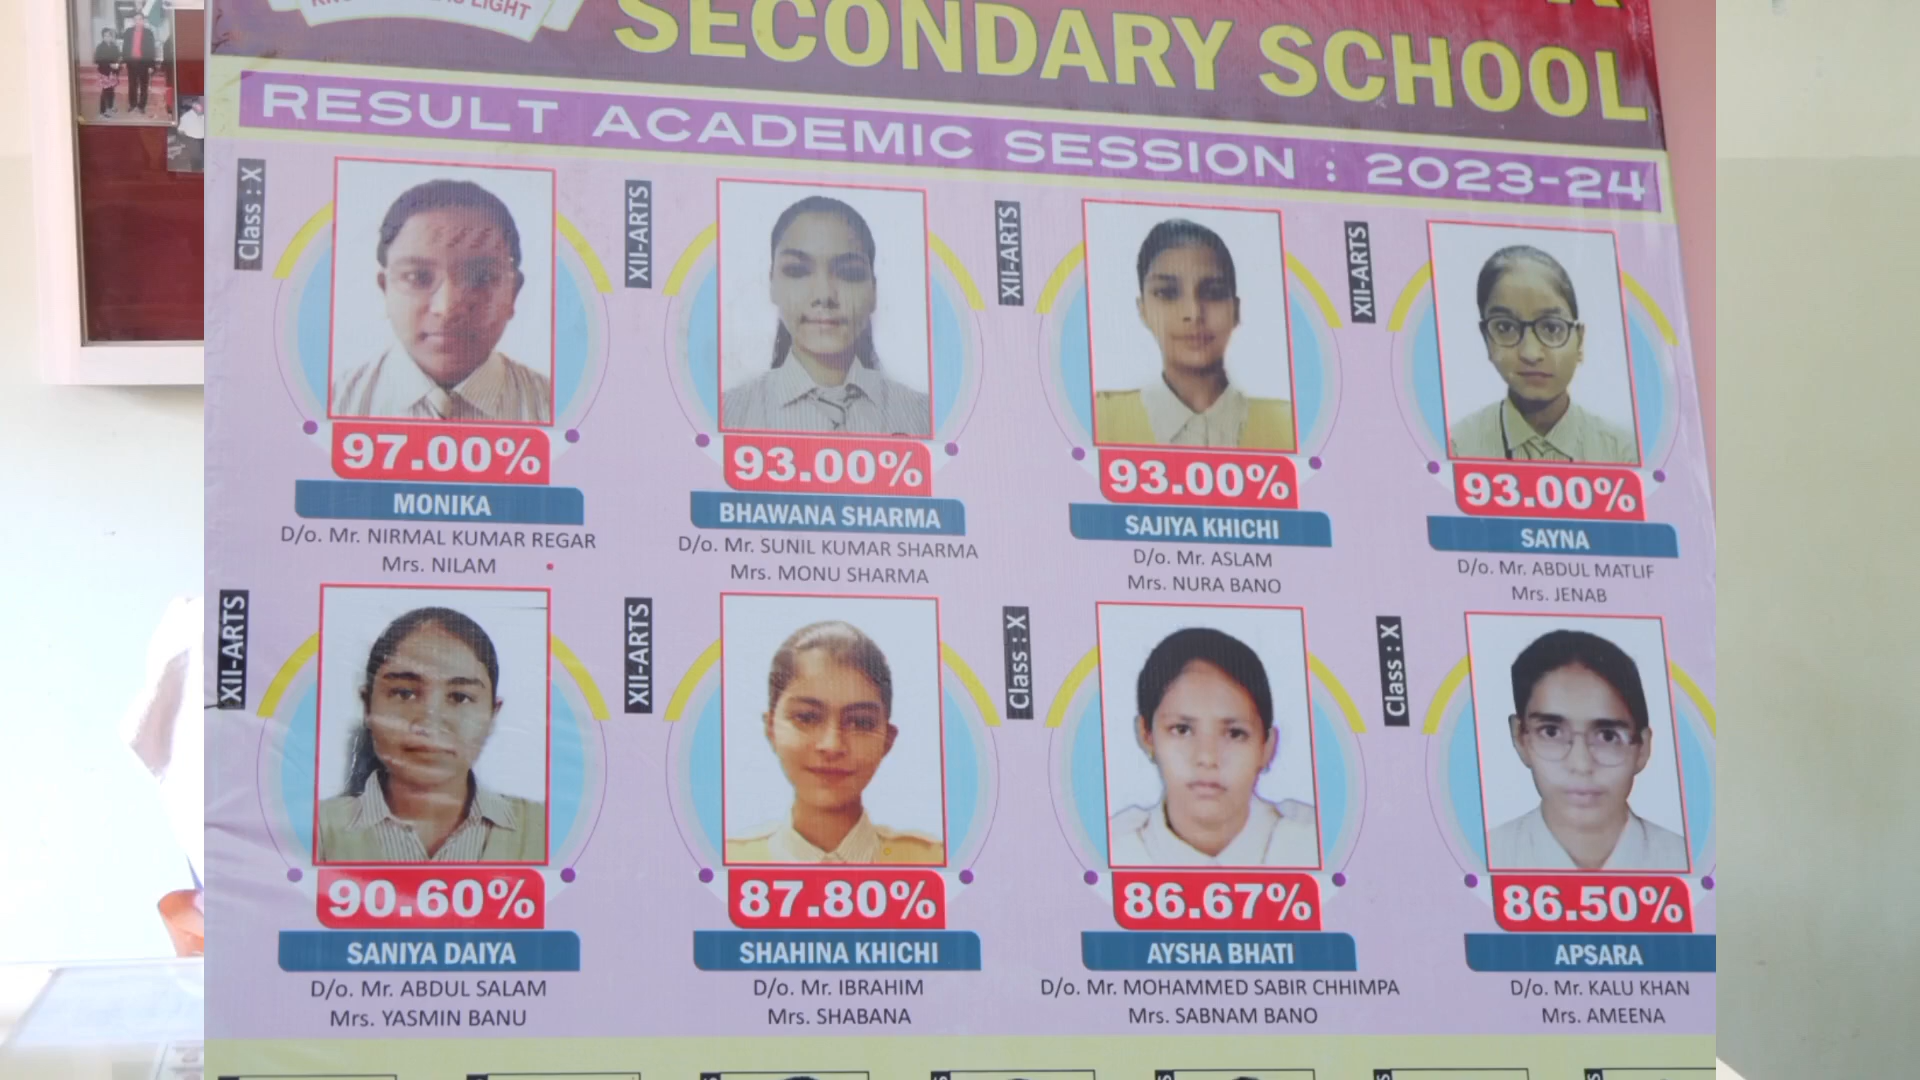 LIGHT
SECONDARY SCHOOL
RESULT ACADEMIC SESSION : 2023-24
Class : X
97.00%
MONIKA
D/o. Mr. NIRMAL KUMAR REGAR
Mrs. NILAM
XII-ARTS
93.00%
BHAWANA SHARMA
D/o. Mr. SUNIL KUMAR SHARMA
Mrs. MONU SHARMA
XII-ARTS
93.00%
SAJIYA KHICHI
D/o. Mr. ASLAM
Mrs. NURA BANO
XII-ARTS
93.00%
SAYNA
D/o. Mr. ABDUL MATLIF
Mrs. JENAB
XII-ARTS
90.60%
SANIYA DAIYA
D/o. Mr. ABDUL SALAM
Mrs. YASMIN BANU
XII-ARTS
87.80%
SHAHINA KHICHI
D/o. Mr. IBRAHIM
Mrs. SHABANA
Class : X
86.67%
AYSHA BHATI
D/o. Mr. MOHAMMED SABIR CHHIMPA
Mrs. SABNAM BANO
Class : X
86.50%
APSARA
D/o. Mr. KALU KHAN
Mrs. AMEENA